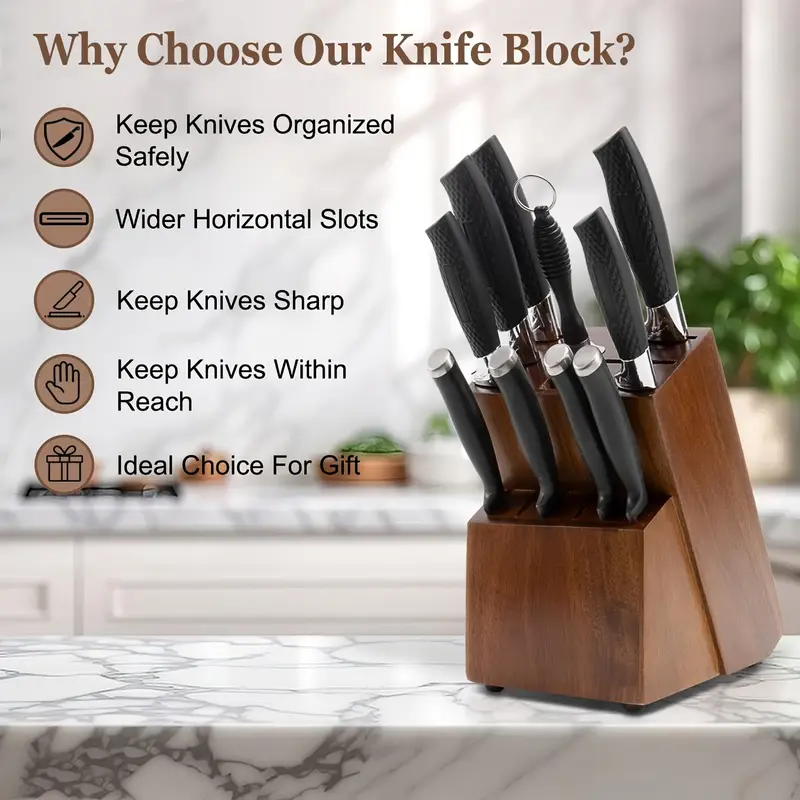 Why Choose Our Knife Block?
Keep Knives Organized
Safely
Wider Horizontal Slots
Keep Knives Sharp
Keep Knives Within
Reach
Ideal Choice For Gift